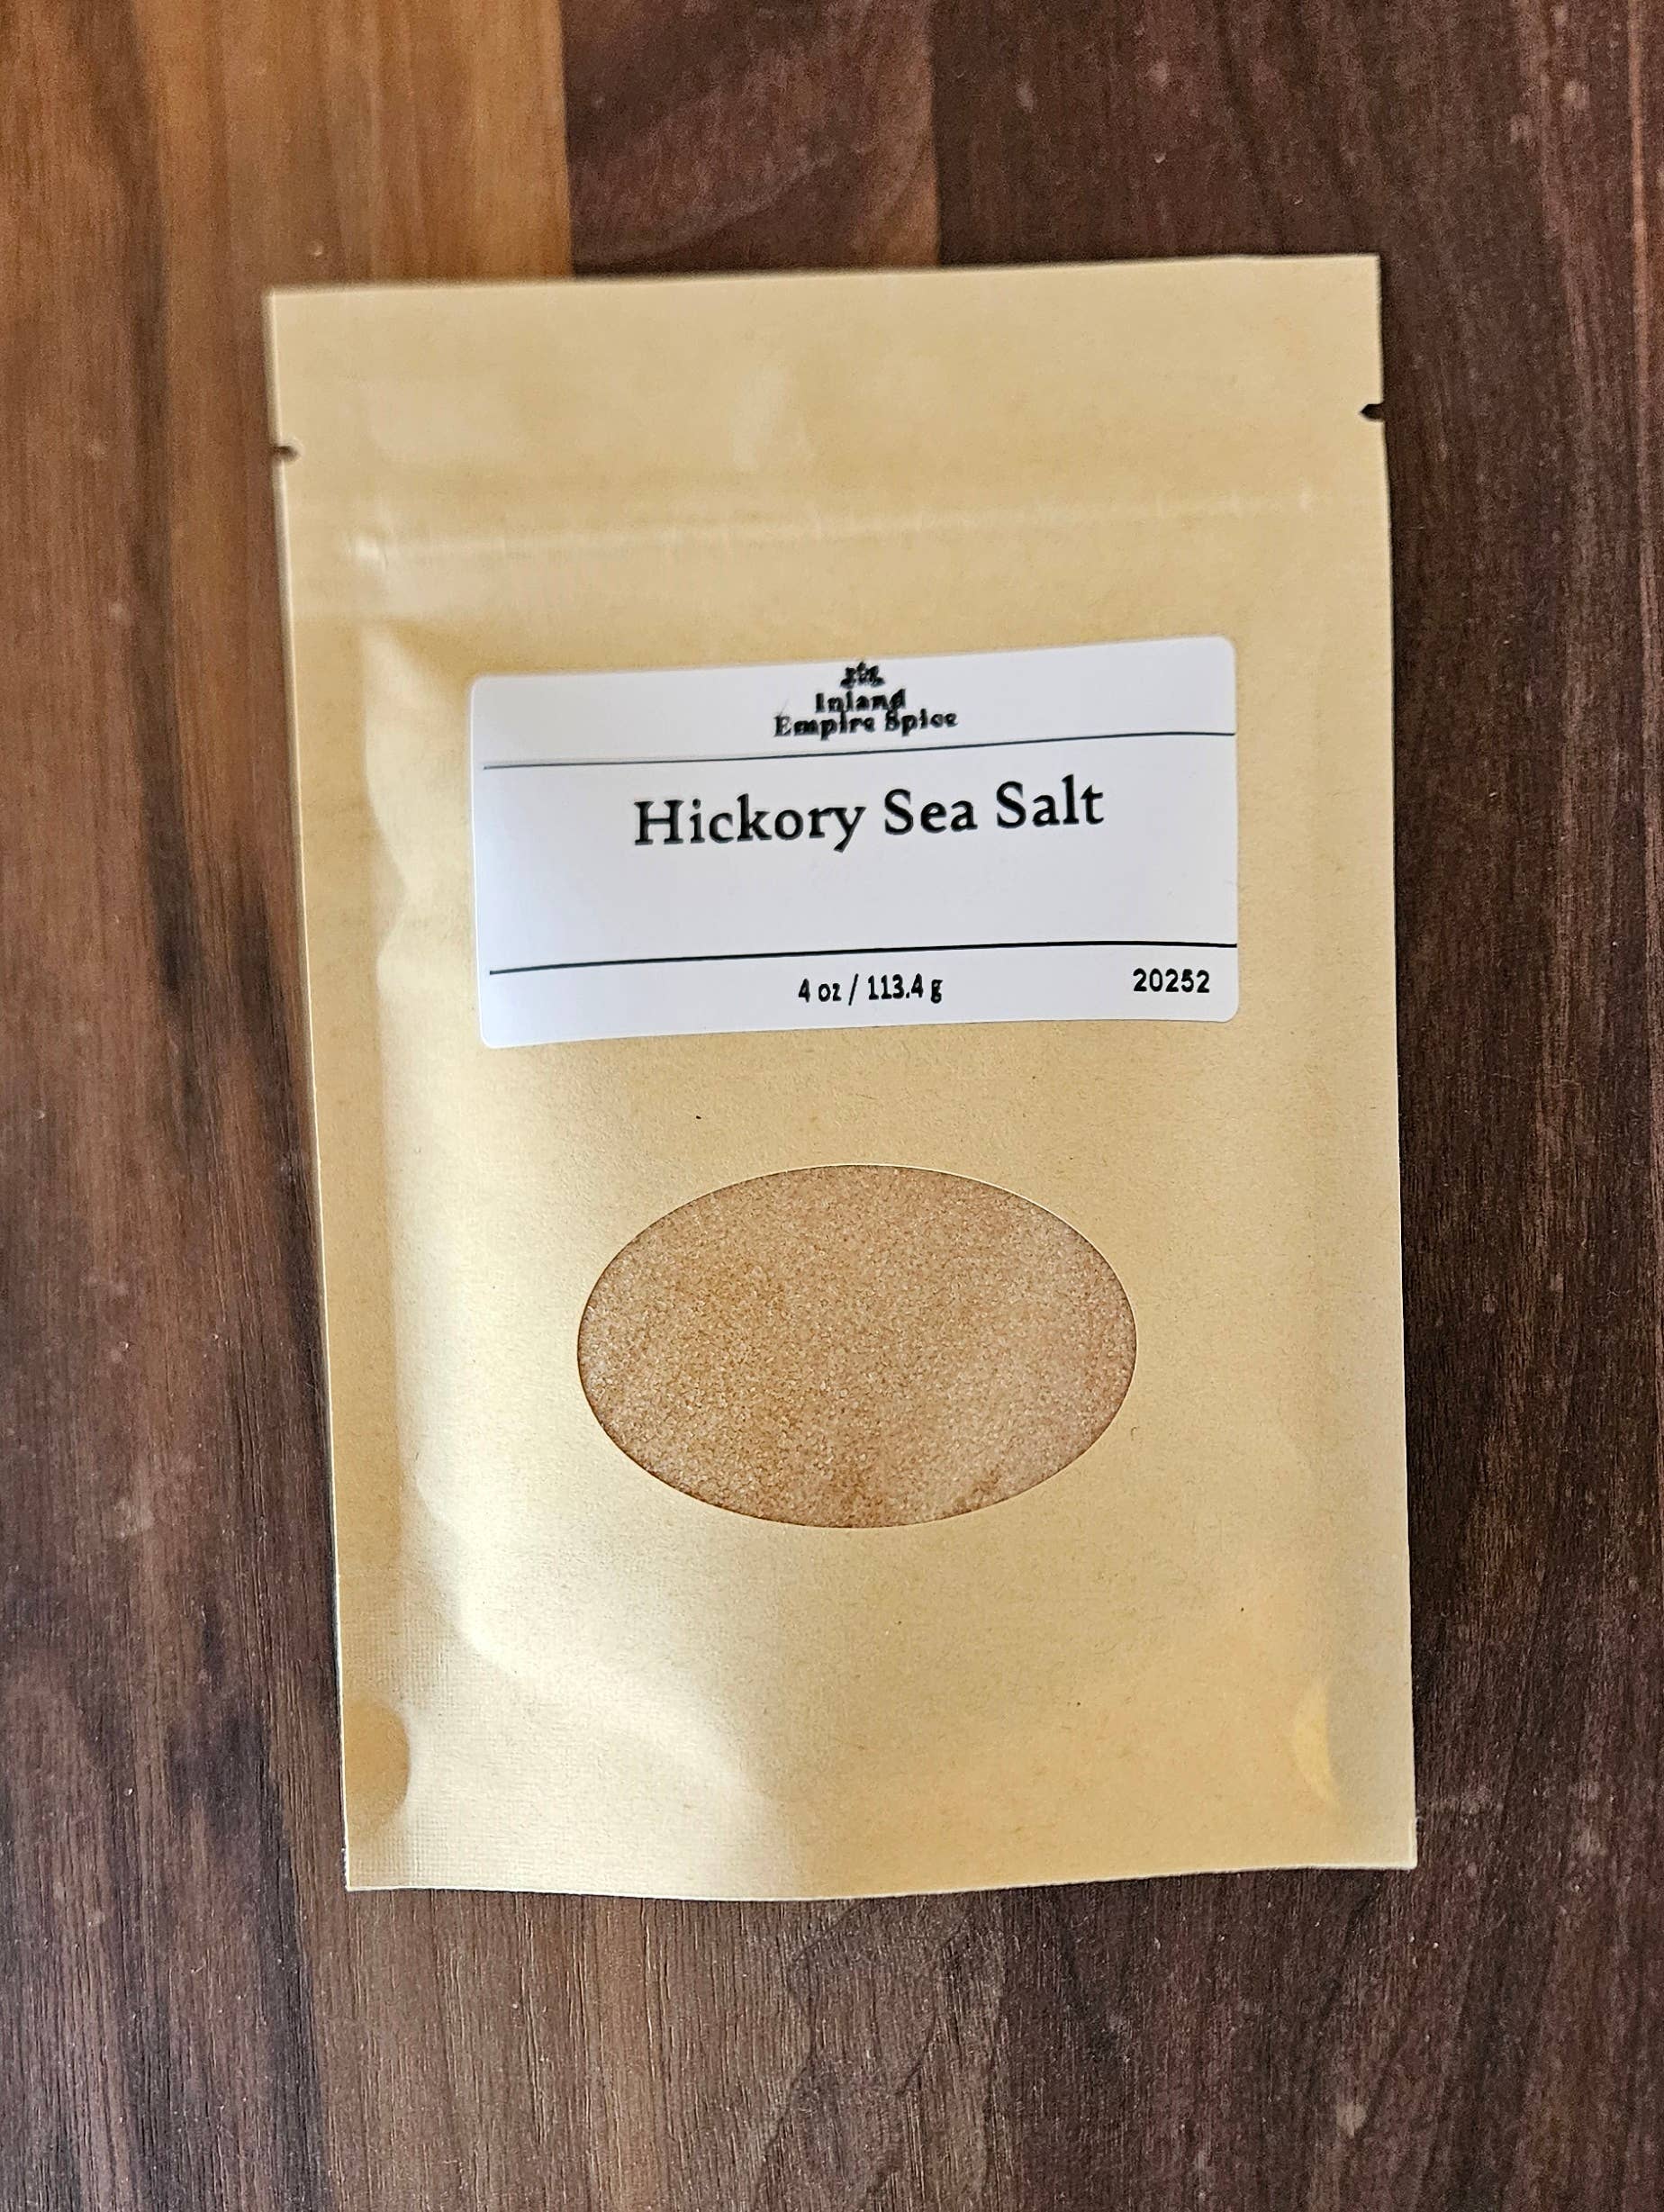 Inland
Empire Spice
Hickory Sea Salt
4 oz / 113.4 g 20252